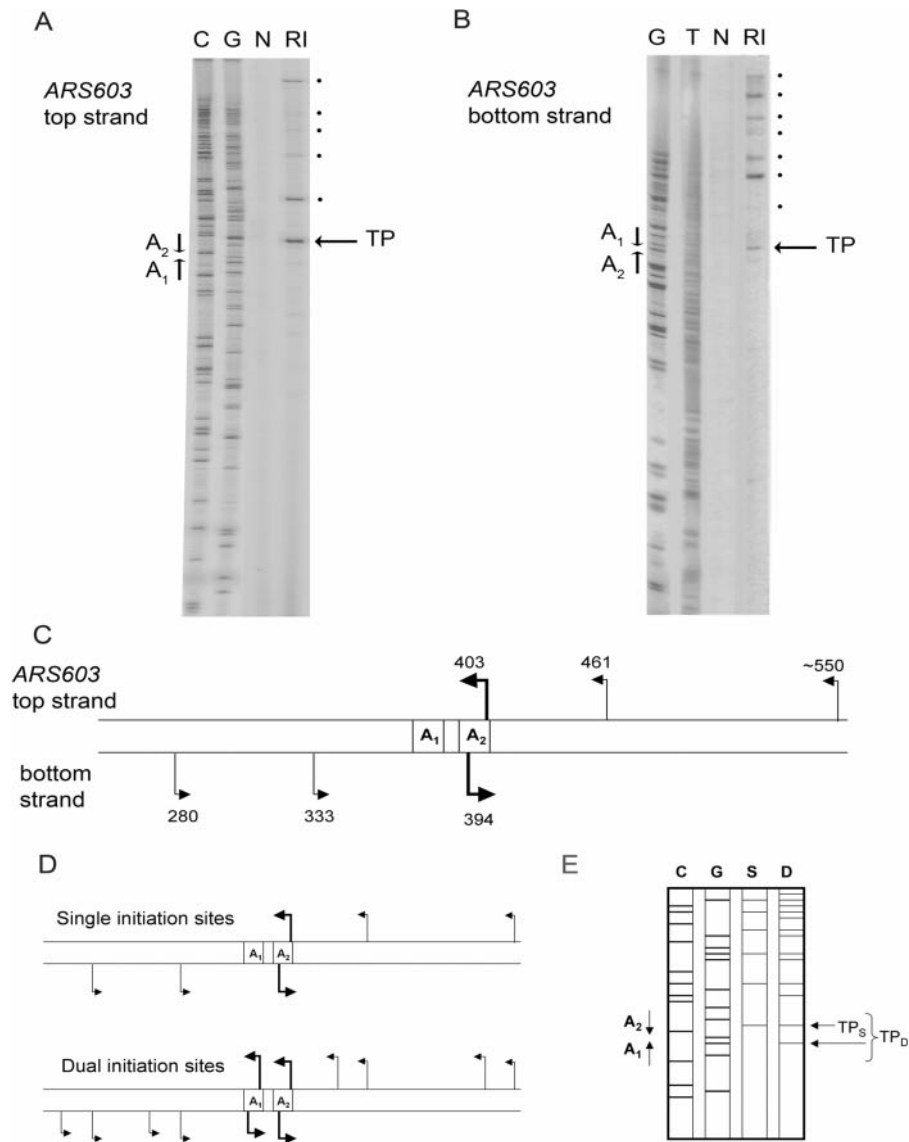 A
C G N RI
ARS603
top strand
A2
A1
TP
B
G T N RI
ARS603
bottom strand
A1
A2
TP
C
ARS603
top strand
403 461 ~550
A1 A2
bottom
strand
280 333 394
D
Single initiation sites
A1 A2
Dual initiation sites
A1 A2
E
C G S D
A2
A1
TPS
TPD